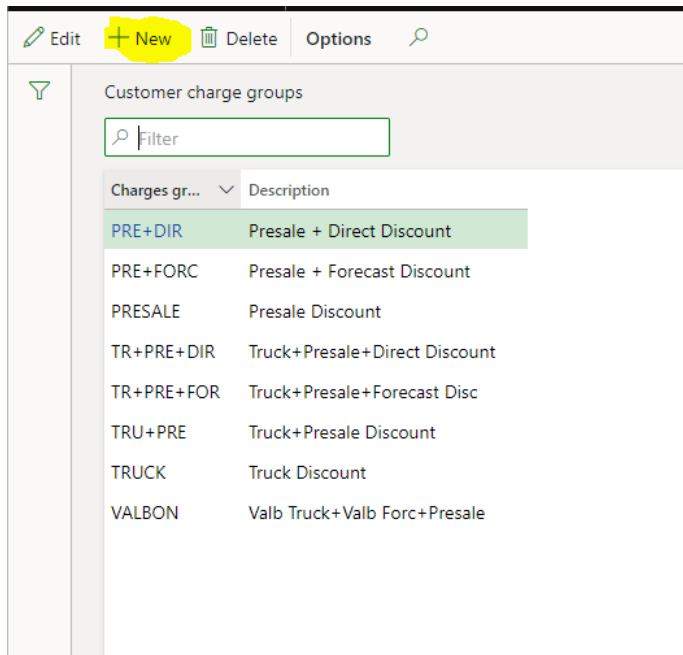 Edit New Delete Options
Customer charge groups
Filter
Charges gr... Description
PRE+DIR Presale + Direct Discount
PRE+FORC Presale + Forecast Discount
PRESALE Presale Discount
TR+PRE+DIR Truck+Presale+Direct Discount
TR+PRE+FOR Truck+Presale+Forecast Disc
TRU+PRE Truck+Presale Discount
TRUCK Truck Discount
VALBON Valb Truck+Valb Forc+Presale